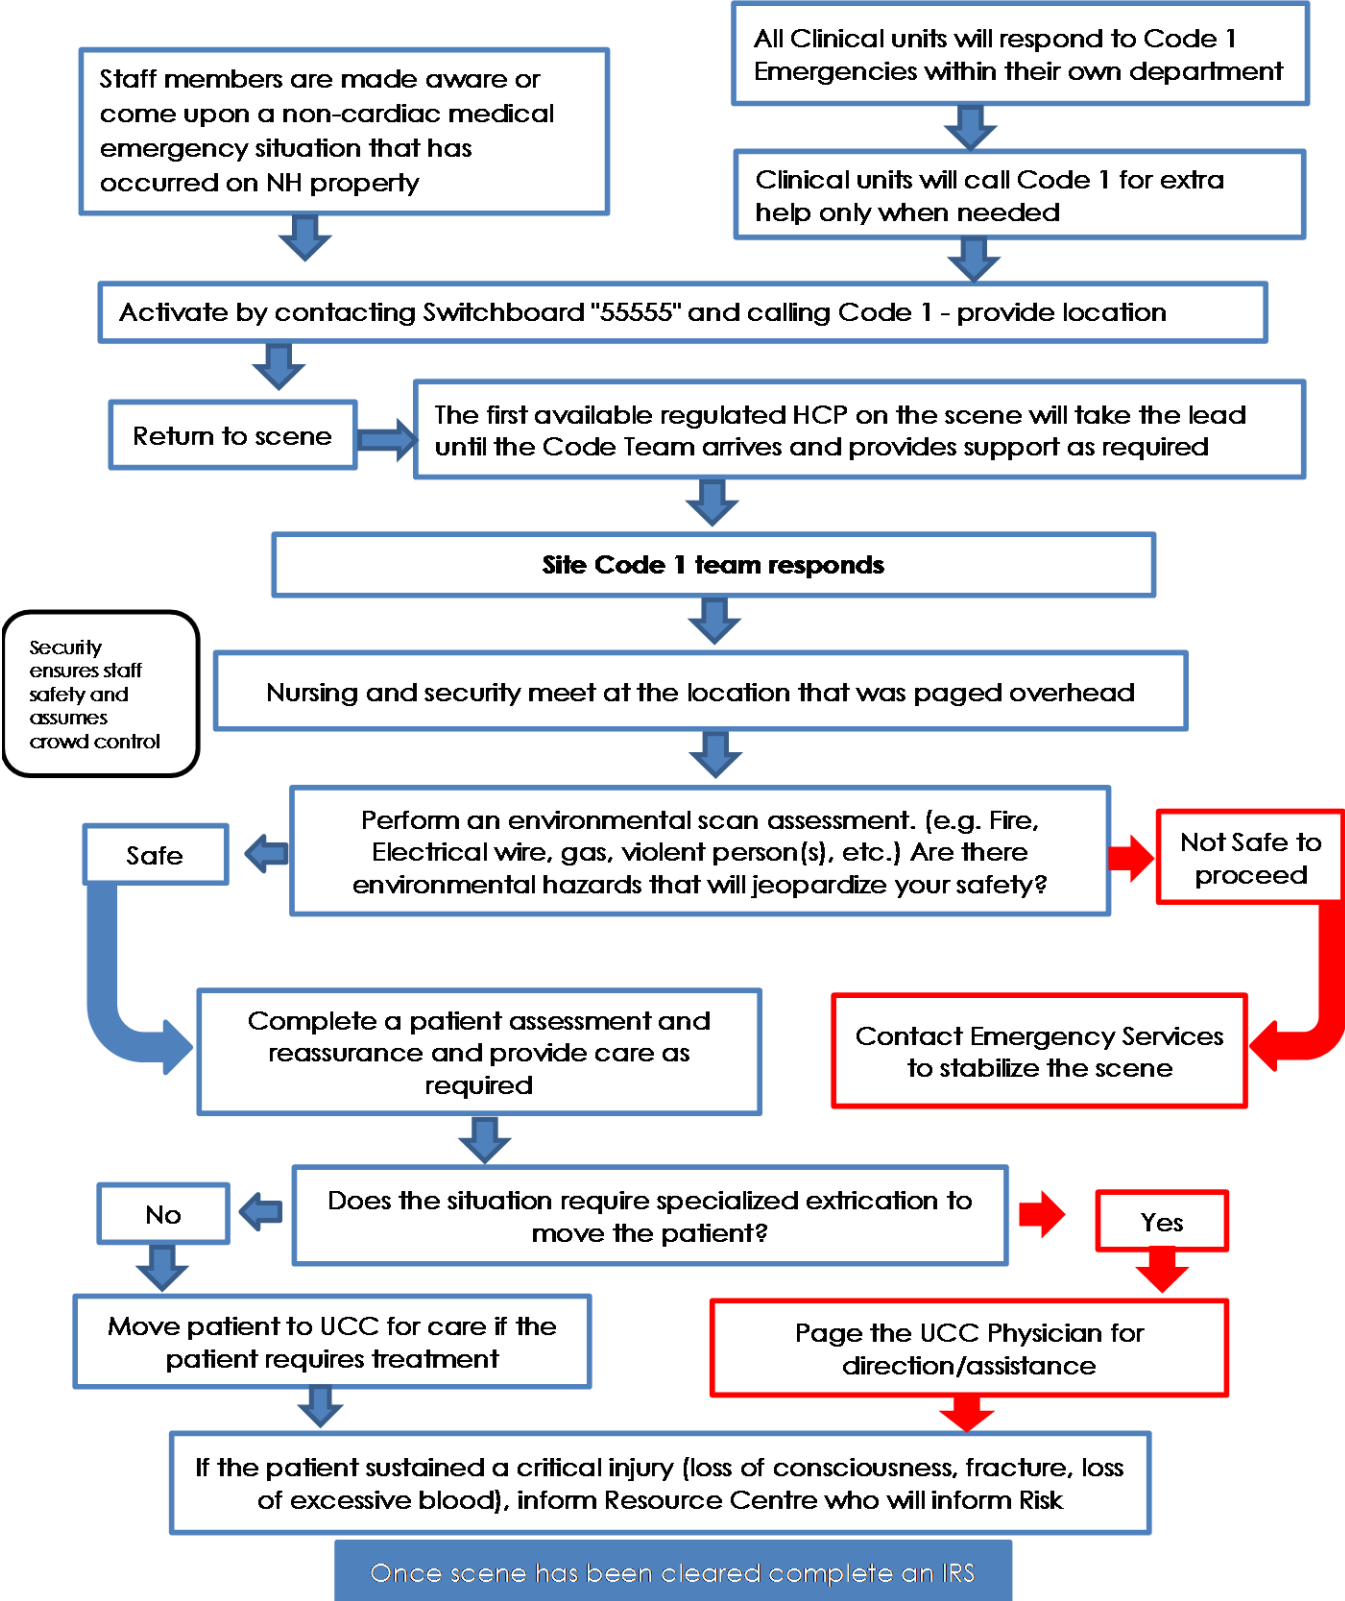 Staff members are made aware or
come upon a non-cardiac medical
emergency situation that has
occurred on NH property
All Clinical units will respond to Code 1
Emergencies within their own department
Clinical units will call Code 1 for extra
help only when needed
Activate by contacting Switchboard "55555" and calling Code 1 - provide location
Return to scene
The first available regulated HCP on the scene will take the lead
until the Code Team arrives and provides support as required
Site Code 1 team responds
Security
ensures staff
safety and
assumes
crowd control
Nursing and security meet at the location that was paged overhead
Perform an environmental scan assessment. (e.g. Fire,
Electrical wire, gas, violent person(s), etc.) Are there
environmental hazards that will jeopardize your safety?
Safe
Not Safe to
proceed
Complete a patient assessment and
reassurance and provide care as
required
Contact Emergency Services
to stabilize the scene
Does the situation require specialized extrication to
move the patient?
No
Yes
Move patient to UCC for care if the
patient requires treatment
Page the UCC Physician for
direction/assistance
If the patient sustained a critical injury (loss of consciousness, fracture, loss
of excessive blood), inform Resource Centre who will inform Risk
Once scene has been cleared complete an IRS